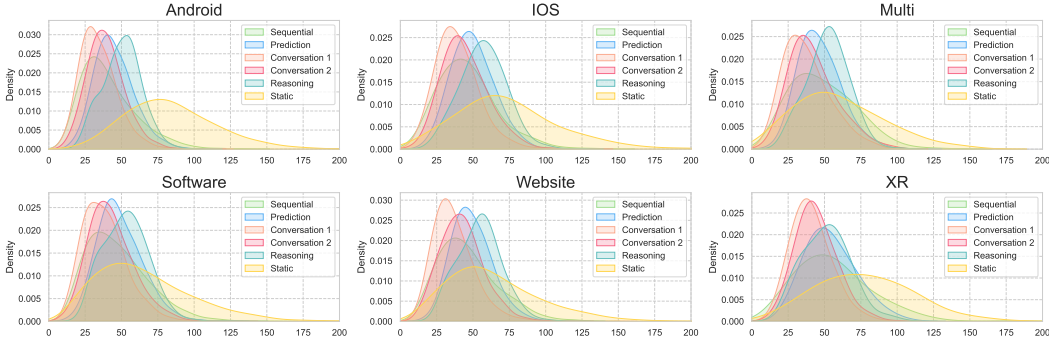 Android
Density
0.030
0.025
0.020
0.015
0.010
0.005
0.000
0 25 50 75 100 125 150 175 200
Sequential
Prediction
Conversation 1
Conversation 2
Reasoning
Static
IOS
0.025
0.020
0.015
0.010
0.005
0.000
0 25 50 75 100 125 150 175 200
Sequential
Prediction
Conversation 1
Conversation 2
Reasoning
Static
Multi
Density
0.025
0.020
0.015
0.010
0.005
0.000
0 25 50 75 100 125 150 175 200
Sequential
Prediction
Conversation 1
Conversation 2
Reasoning
Static
Software
Density
0.025
0.020
0.015
0.010
0.005
0.000
0 25 50 75 100 125 150 175 200
Sequential
Prediction
Conversation 1
Conversation 2
Reasoning
Static
Website
Density
0.030
0.025
0.020
0.015
0.010
0.005
0.000
0 25 50 75 100 125 150 175 200
Sequential
Prediction
Conversation 1
Conversation 2
Reasoning
Static
XR
Density
0.025
0.020
0.015
0.010
0.005
0.000
0 25 50 75 100 125 150 175 200
Sequential
Prediction
Conversation 1
Conversation 2
Reasoning
Static